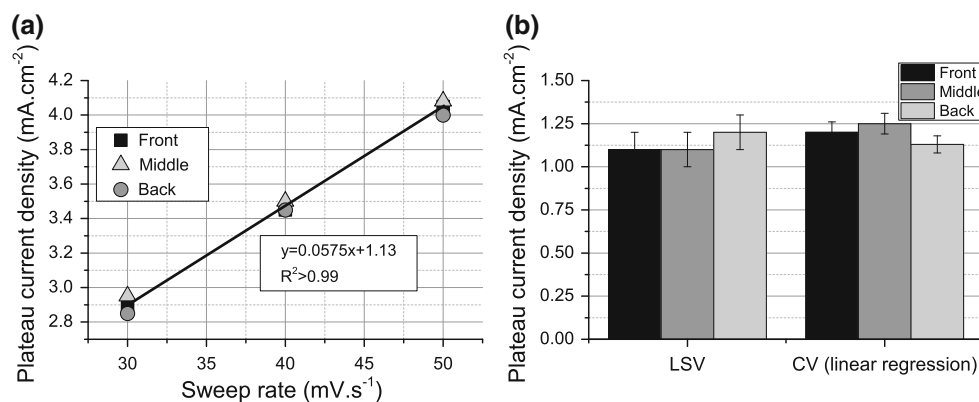 (a)
Plateau current density (mA.cm-2)
4.2
4.0
3.8
3.6
3.4
3.2
3.0
2.8
Front
Middle
Back
y=0.0575x+1.13
R2>0.99
30
35
40
45
50
Sweep rate (mV.s-1)
(b)
Plateau current density (mA.cm-2)
1.50
1.25
1.00
0.75
0.50
0.25
0.00
Front
Middle
Back
LSV
CV (linear regression)